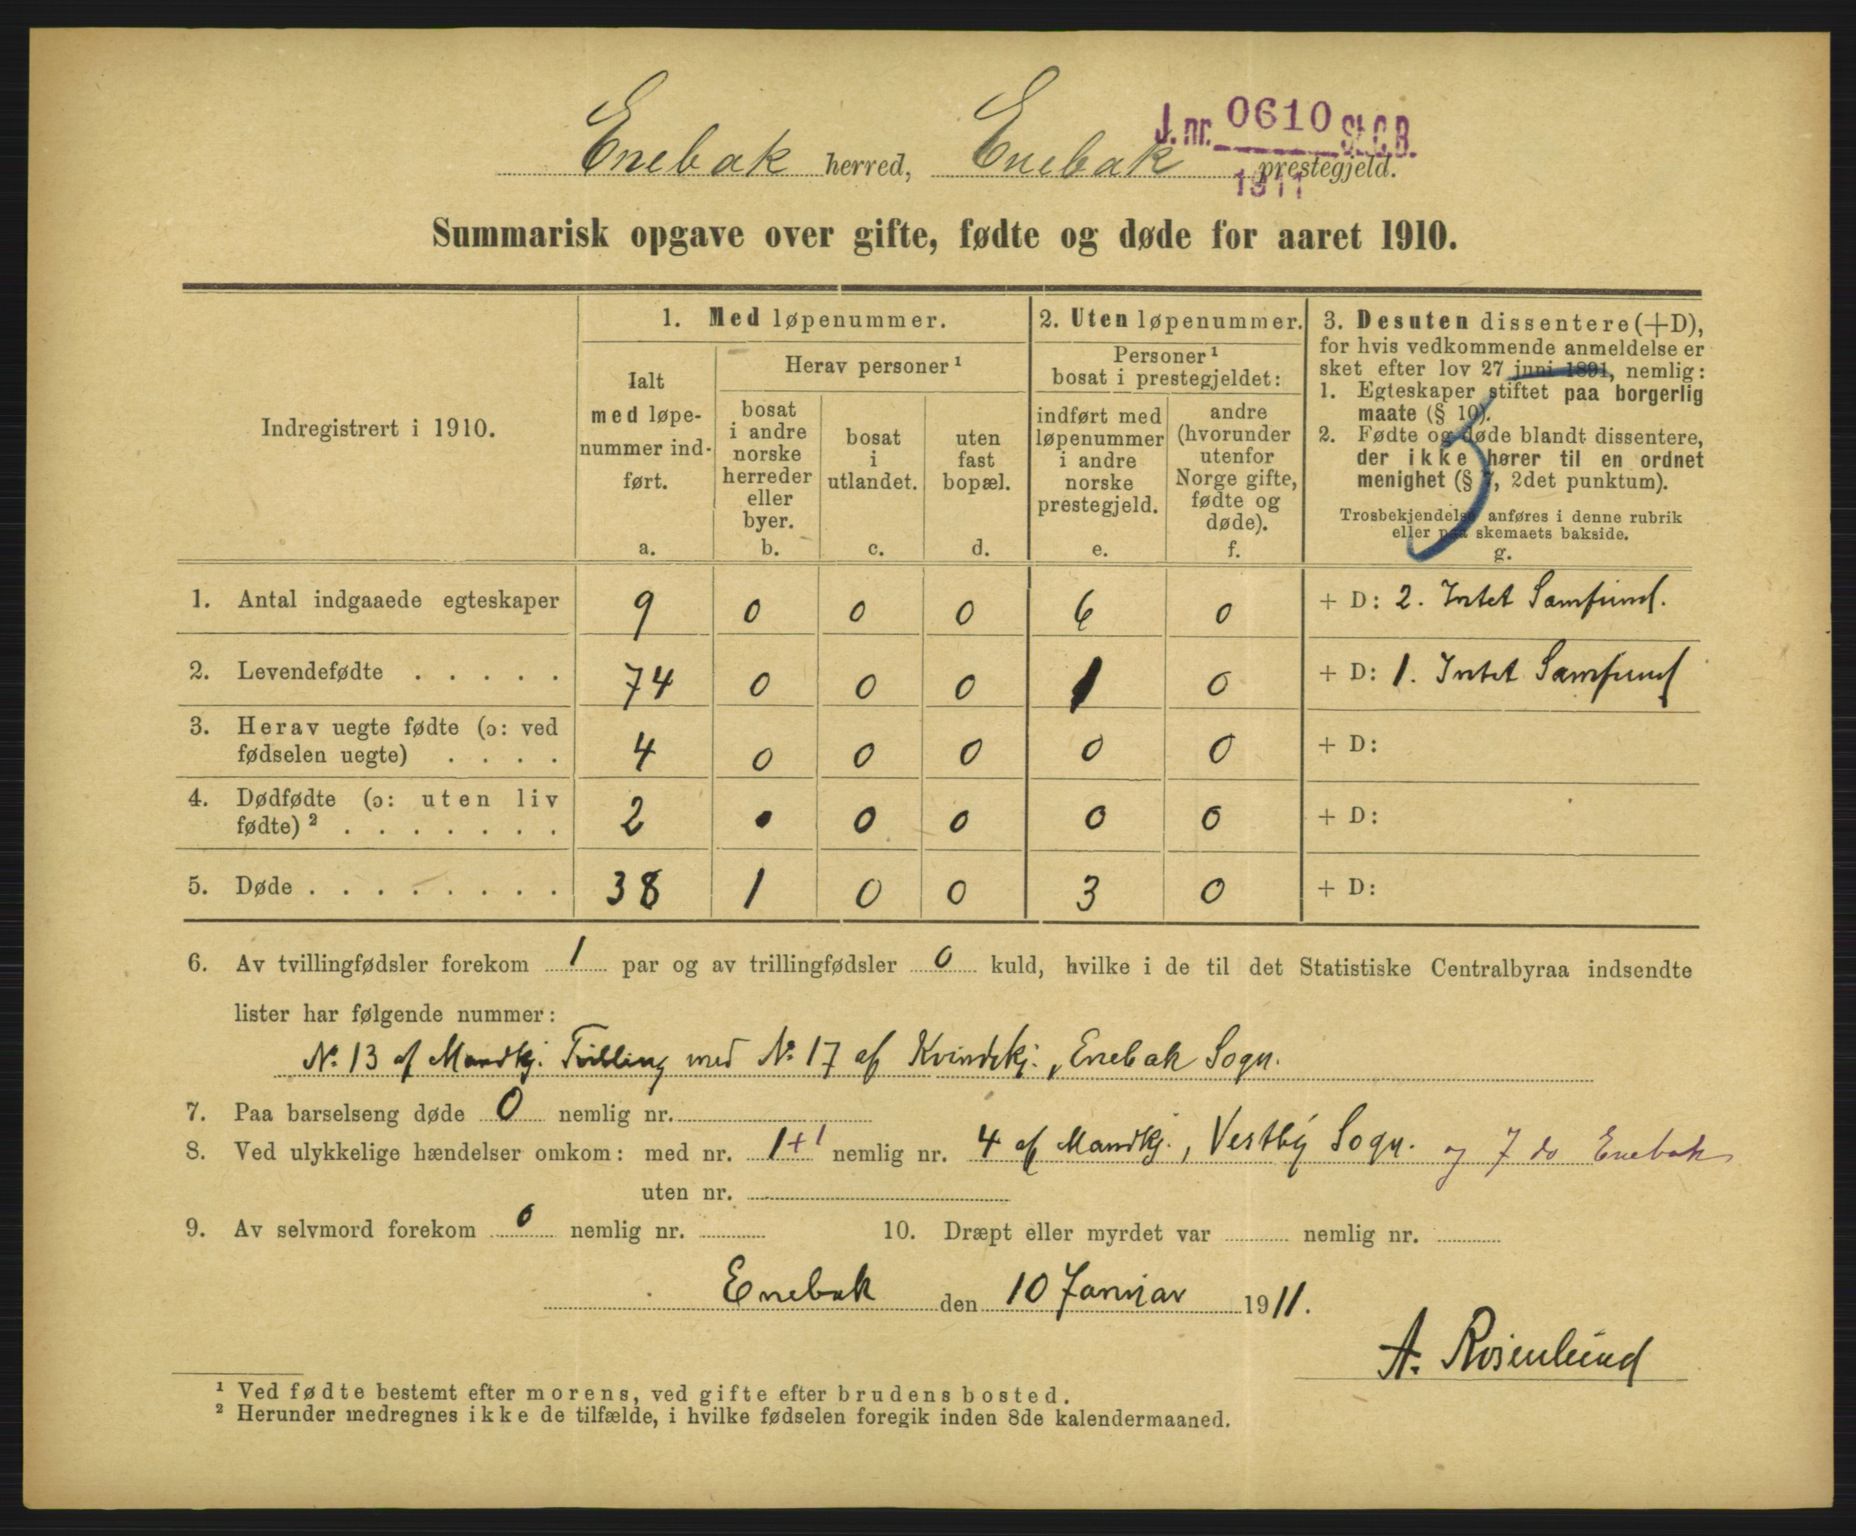 J. nr. 0610 St. C. B.
1911
Enebak herred, Enebak prestegjeld.
Summarisk opgave over gifte, fødte og døde for aaret 1910.
Indregistrert i 1910.
1. Med løpenummer.
Ialt
med løpe-
nummer ind-
ført.
a.
Herav personer¹
bosat
i andre
norske
herreder
eller
byer.
b.
bosat
i
utlandet.
c.
uten
fast
bopæl.
d.
2. Uten løpenummer.
Personer¹
bosat i prestegjeldet:
indført med
løpenummer
i andre
norske
prestegjeld.
e.
andre
(hvorunder
utenfor
Norge gifte,
fødte og
døde).
f.
3. Desuten dissentere (+D),
for hvis vedkommende anmeldelse er
sket efter lov 27 juni 1891, nemlig:
1. Egteskaper stiftet paa borgerlig
maate (§ 10).
2. Fødte og døde blandt dissentere,
der ikke hører til en ordnet
menighet (§ 7, 2det punktum).
Trosbekjendelse anføres i denne rubrik
eller paa skemaets bakside.
g.
3
1. Antal indgaaede egteskaper 9 0 0 0 6 0 + D: 2. Intet Samfund.
2. Levendefødte . . . . . 74 0 0 0 1 0 + D: 1. Intet Samfund
3. Herav uegte fødte (ɔ: ved
fødselen uegte) . . . . 4 0 0 0 0 0 + D:
4. Dødfødte (ɔ: uten liv
fødte)² . . . . . . . 2 0 0 0 0 0 + D:
5. Døde . . . . . . . . 38 1 0 0 3 0 + D:
6. Av tvillingfødsler forekom 1 par og av trillingfødsler 0 kuld, hvilke i de til det Statistiske Centralbyraa indsendte
lister har følgende nummer:
No 13 af Mandkj. Tvilling med No 17 af Kvindekj., Enebak Sogn.
7. Paa barselseng døde 0 nemlig nr.
8. Ved ulykkelige hændelser omkom: med nr. 1+1 nemlig nr. 4 af Mandkj., Vestby Sogn. og 7 do Enebak
uten nr.
9. Av selvmord forekom 0 nemlig nr. 10. Dræpt eller myrdet var nemlig nr.
Enebak den 10 Januar 1911.
A. Rosenlund
¹ Ved fødte bestemt efter morens, ved gifte efter brudens bosted.
² Herunder medregnes ikke de tilfælde, i hvilke fødselen foregik inden 8de kalendermaaned.